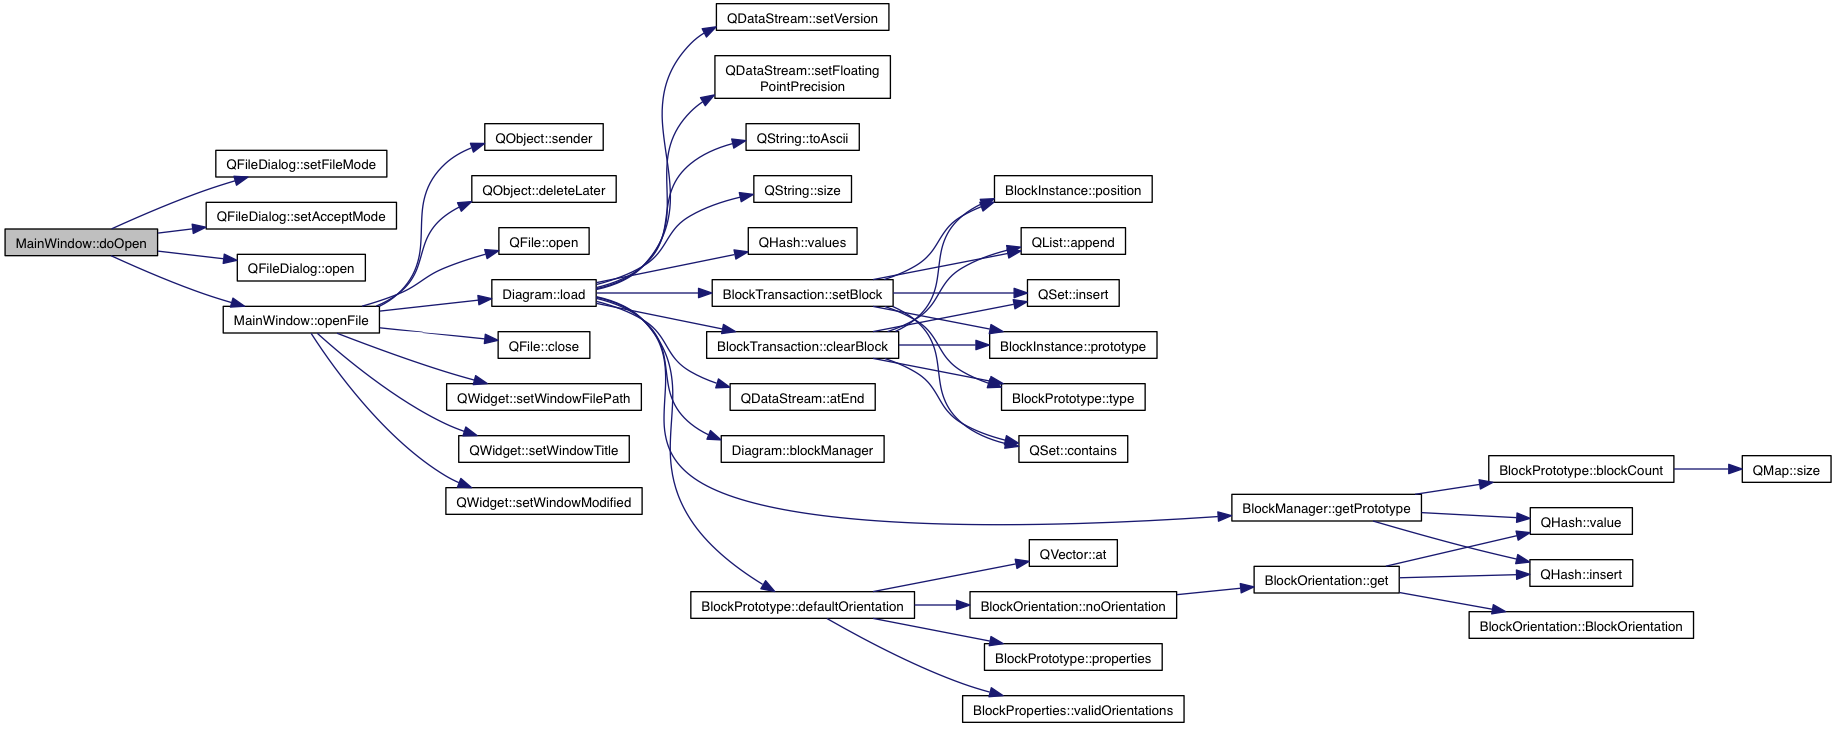 QDataStream::setVersion
QDataStream::setFloating
PointPrecision
QObject::sender
QString::toAscii
QFileDialog::setFileMode
QObject::deleteLater
QString::size
BlockInstance::position
QFileDialog::setAcceptMode
MainWindow::doOpen
QFile::open
QHash::values
QList::append
QFileDialog::open
Diagram::load
BlockTransaction::setBlock
QSet::insert
MainWindow::openFile
QFile::close
BlockTransaction::clearBlock
BlockInstance::prototype
QWidget::setWindowFilePath
QDataStream::atEnd
BlockPrototype::type
QWidget::setWindowTitle
Diagram::blockManager
QSet::contains
BlockPrototype::blockCount
QMap::size
QWidget::setWindowModified
BlockManager::getPrototype
QHash::value
QVector::at
BlockOrientation::get
QHash::insert
BlockPrototype::defaultOrientation
BlockOrientation::noOrientation
BlockOrientation::BlockOrientation
BlockPrototype::properties
BlockProperties::validOrientations